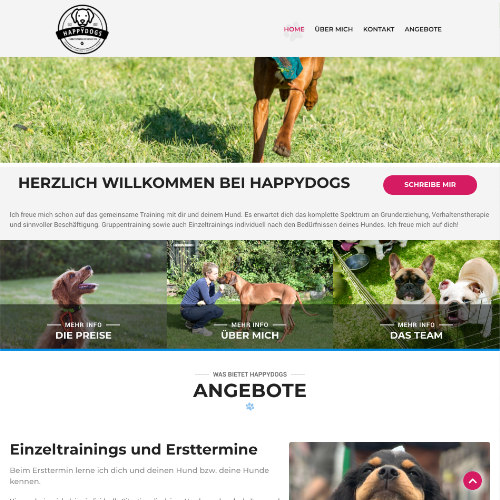 HAPPYDOGS
HOME ÜBER MICH KONTAKT ANGEBOTE
HERZLICH WILLKOMMEN BEI HAPPYDOGS
SCHREIBE MIR
Ich freue mich schon auf das gemeinsame Training mit dir und deinem Hund. Es erwartet dich das komplette Spektrum an Grunderziehung, Verhaltenstherapie
und sinnvoller Beschäftigung. Gruppentraining sowie auch Einzeltrainings individuell nach den Bedürfnissen deines Hundes. Ich freue mich auf dich!
MEHR INFO
DIE PREISE
MEHR INFO
ÜBER MICH
MEHR INFO
DAS TEAM
WAS BIETET HAPPYDOGS
ANGEBOTE
Einzeltrainings und Ersttermine
Beim Ersttermin lerne ich dich und deinen Hund bzw. deine Hunde
kennen.